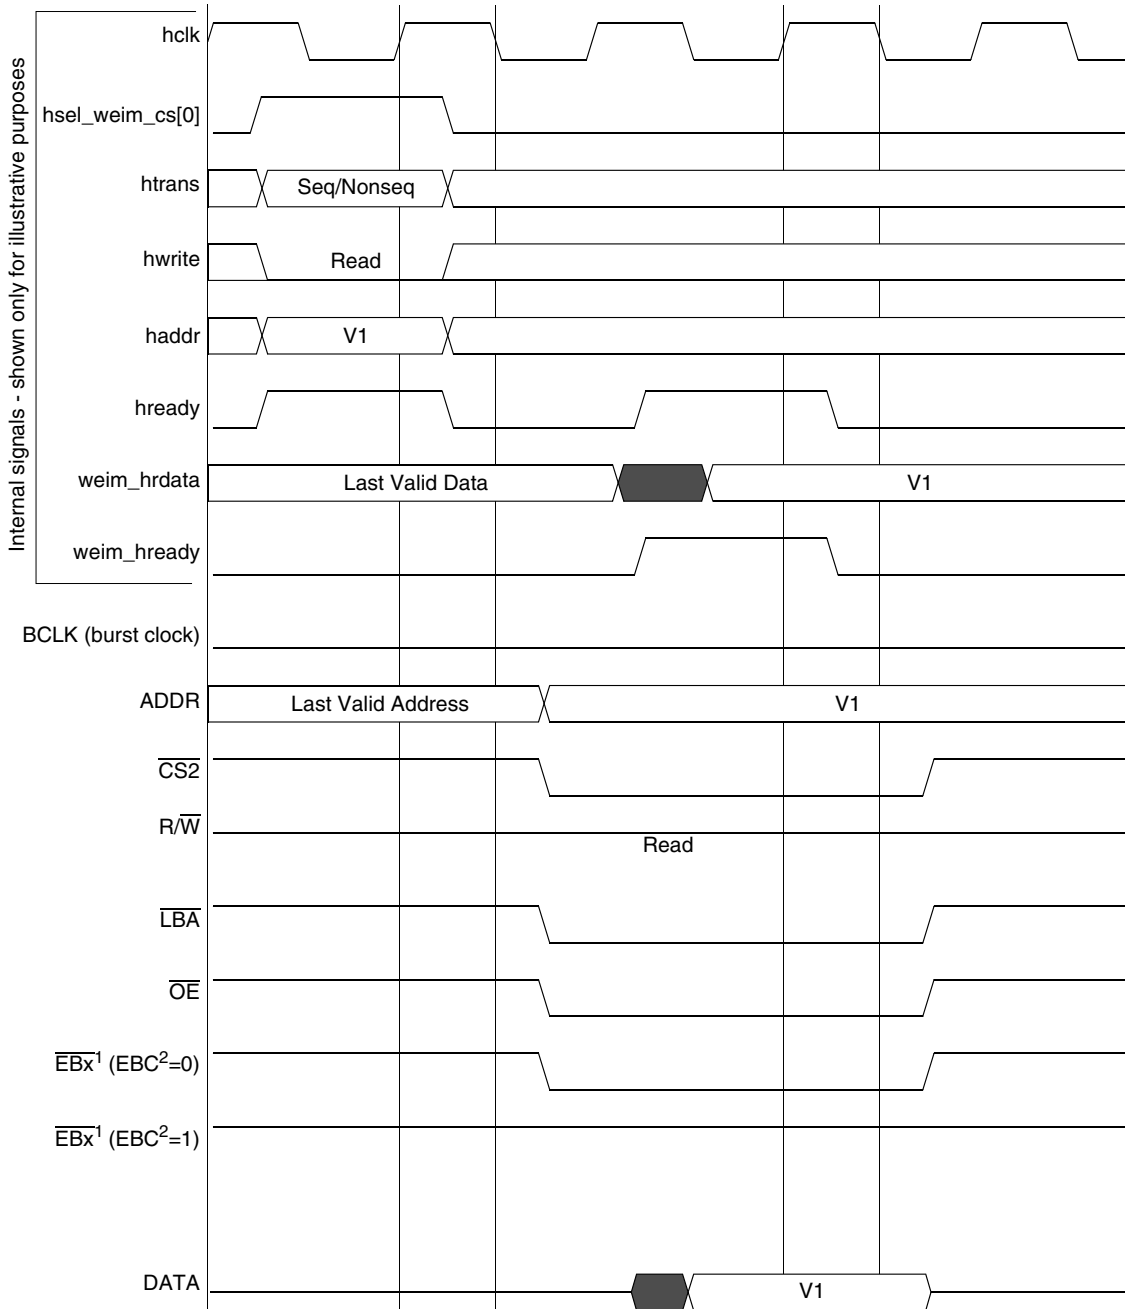 Internal signals - shown only for illustrative purposes
hclk
hsel_weim_cs[0]
htrans Seq/Nonseq
hwrite Read
haddr V1
hready
weim_hrdata Last Valid Data V1
weim_hready
BCLK (burst clock)
ADDR Last Valid Address V1
CS2
R/W
Read
LBA
OE
EBx1 (EBC2=0)
EBx1 (EBC2=1)
DATA V1